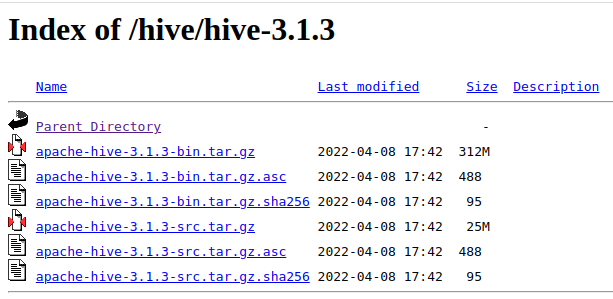 Index of /hive/hive-3.1.3
Name Last modified Size Description
Parent Directory -
apache-hive-3.1.3-bin.tar.gz 2022-04-08 17:42 312M
apache-hive-3.1.3-bin.tar.gz.asc 2022-04-08 17:42 488
apache-hive-3.1.3-bin.tar.gz.sha256 2022-04-08 17:42 95
apache-hive-3.1.3-src.tar.gz 2022-04-08 17:42 25M
apache-hive-3.1.3-src.tar.gz.asc 2022-04-08 17:42 488
apache-hive-3.1.3-src.tar.gz.sha256 2022-04-08 17:42 95